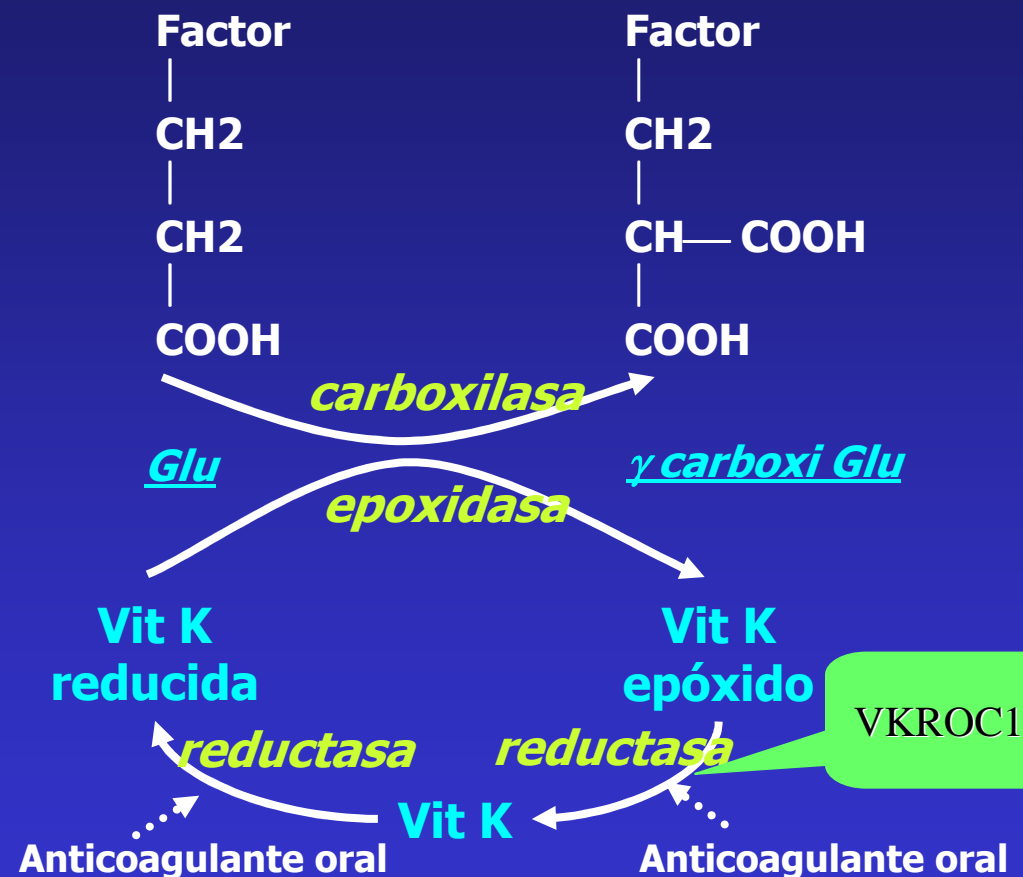 Factor Factor
CH2 CH2
CH2 CH — COOH
COOH COOH
carboxilasa
Glu γ carboxi Glu
epoxidasa
Vit K Vit K
reducida epóxido
VKROC1
reductasa reductasa
Vit K
Anticoagulante oral Anticoagulante oral